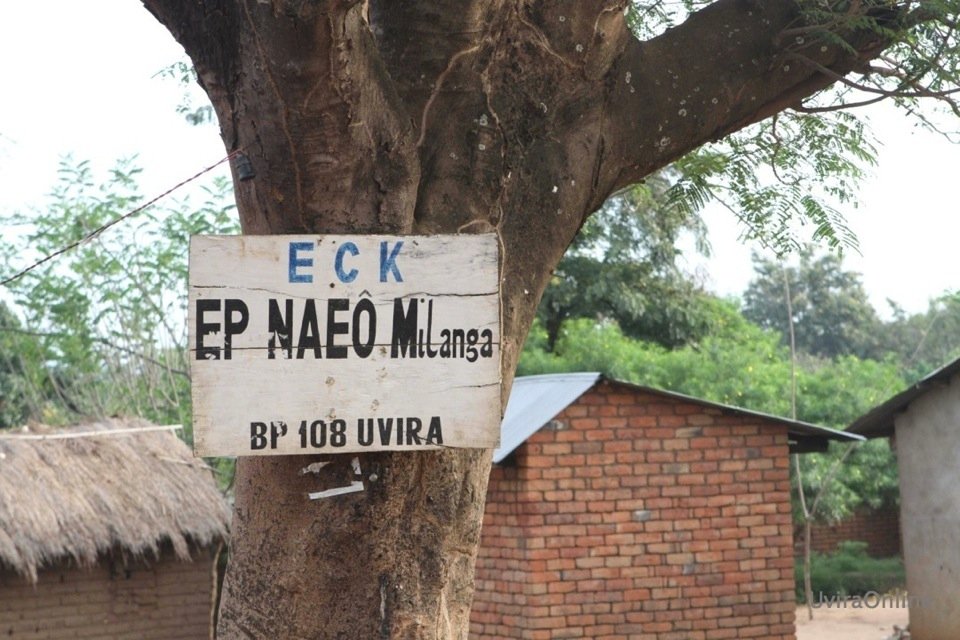 ECK
EP NAEÔ Milanga
BP 108 UVIRA
UviraOnline